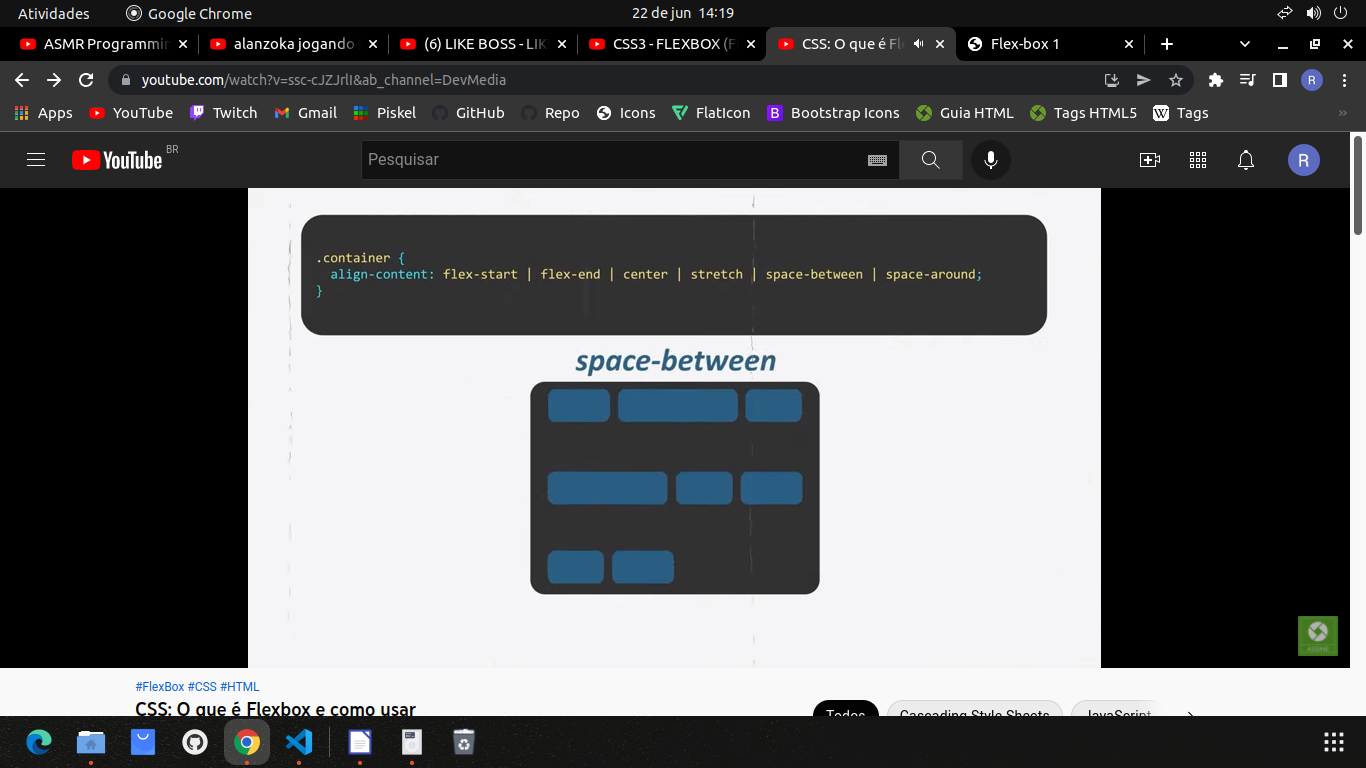 Atividades
Google Chrome
22 de jun 14:19
ASMR Programmin
alanzoka jogando
(6) LIKE BOSS - LIK
CSS3 - FLEXBOX (F
CSS: O que é Fle
Flex-box 1
youtube.com/watch?v=ssc-cJZJrlI&ab_channel=DevMedia
R
Apps
YouTube
Twitch
Gmail
Piskel
GitHub
Repo
Icons
FlatIcon
B
Bootstrap Icons
Guia HTML
Tags HTML5
W
Tags
»
YouTube BR
Pesquisar
R
.container {
align-content: flex-start | flex-end | center | stretch | space-between | space-around;
}
space-between
#FlexBox #CSS #HTML
CSS: O que é Flexbox e como usar
Todos
Cascading Style Sheets
JavaScript